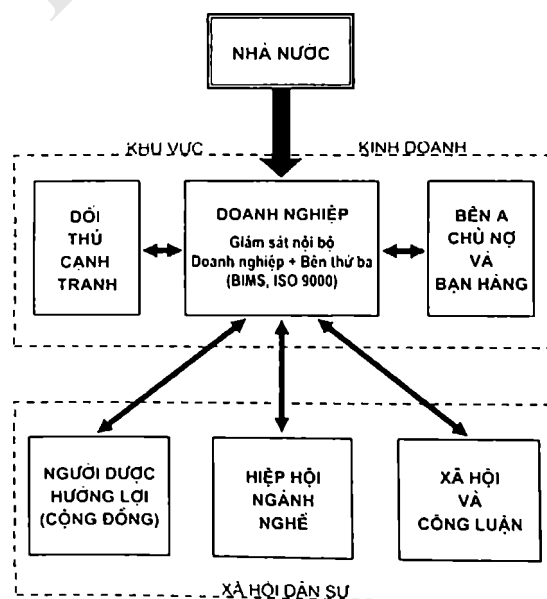 NHÀ NƯỚC
KHU VỰC KINH DOANH
ĐỐI
THỦ
CẠNH
TRANH
DOANH NGHIỆP
Giám sát nội bộ
Doanh nghiệp + Bên thứ ba
(BIMS, ISO 9000)
BÊN A
CHỦ NỢ
VÀ
BẠN HÀNG
NGƯỜI ĐƯỢC
HƯỞNG LỢI
(CỘNG ĐỒNG)
HIỆP HỘI
NGÀNH
NGHỀ
XÃ HỘI
VÀ
CÔNG LUẬN
XÃ HỘI DÂN SỰ